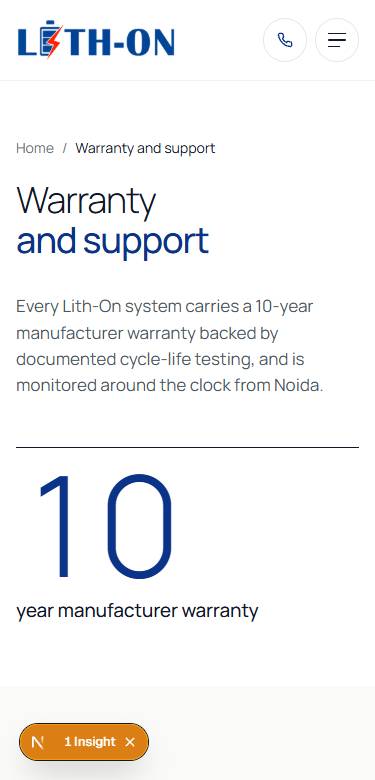 LITH-ON
Home / Warranty and support
Warranty
and support
Every Lith-On system carries a 10-year
manufacturer warranty backed by
documented cycle-life testing, and is
monitored around the clock from Noida.
10
year manufacturer warranty
N 1 Insight ×